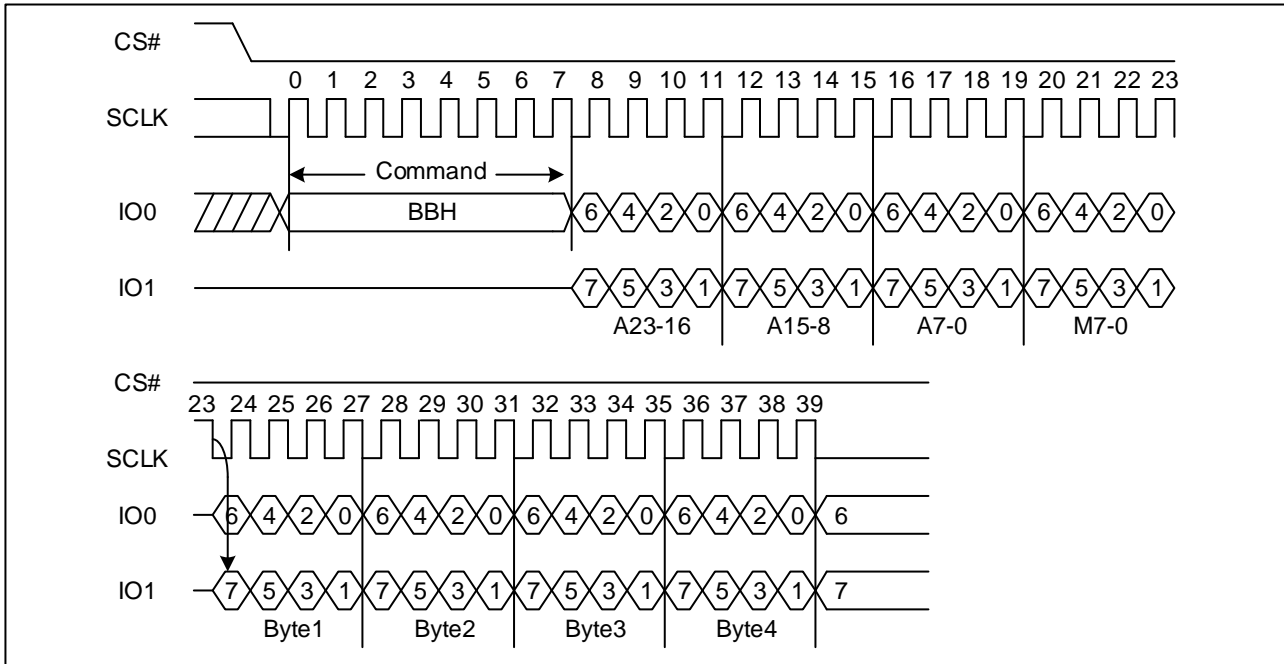 CS#
0 1 2 3 4 5 6 7 8 9 10 11 12 13 14 15 16 17 18 19 20 21 22 23
SCLK
Command
IO0 BBH 6 4 2 0 6 4 2 0 6 4 2 0 6 4 2 0
IO1 7 5 3 1 7 5 3 1 7 5 3 1 7 5 3 1
A23-16 A15-8 A7-0 M7-0
CS#
23 24 25 26 27 28 29 30 31 32 33 34 35 36 37 38 39
SCLK
IO0 6 4 2 0 6 4 2 0 6 4 2 0 6 4 2 0 6
IO1 7 5 3 1 7 5 3 1 7 5 3 1 7 5 3 1 7
Byte1 Byte2 Byte3 Byte4